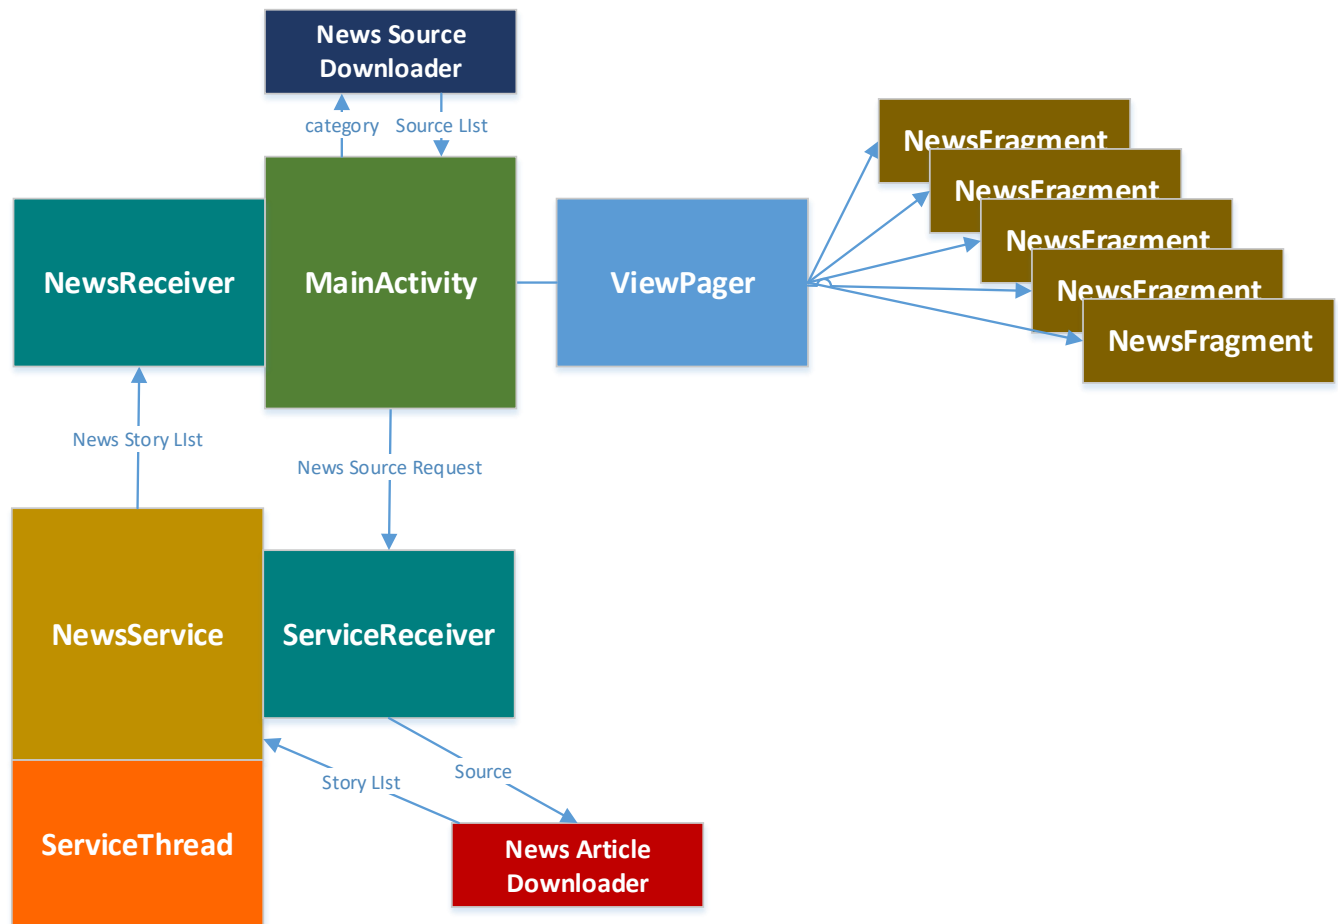 News Source
Downloader
category
Source LIst
NewsFragment
NewsFragment
NewsFragment
NewsFragment
NewsFragment
NewsReceiver
MainActivity
ViewPager
News Story LIst
News Source Request
NewsService
ServiceReceiver
Story LIst
Source
ServiceThread
News Article
Downloader